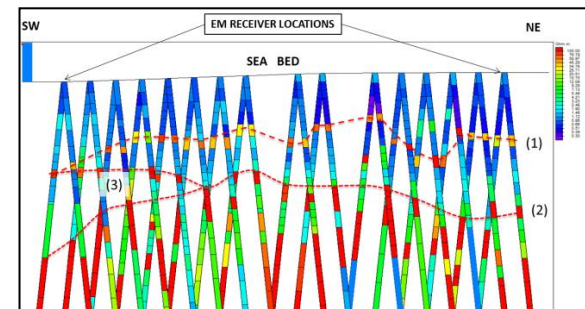 EM RECEIVER LOCATIONS
SW
NE
SEA BED
(1)
(3)
(2)